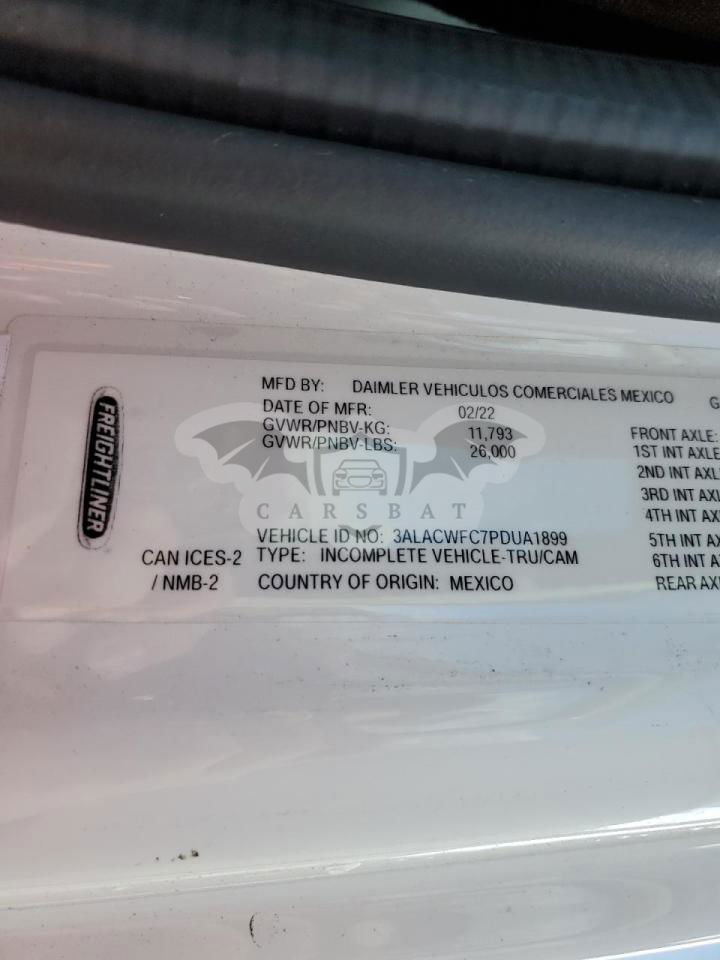 FREIGHTLINER
MFD BY: DAIMLER VEHICULOS COMERCIALES MEXICO G
DATE OF MFR: 02/22
GVWR/PNBV-KG: 11,793
GVWR/PNBV-LBS: 26,000
FRONT AXLE:
1ST INT AXLE
2ND INT AXL
3RD INT AXL
4TH INT AX
5TH INT AX
6TH INT A
REAR AX
CARSBAT
VEHICLE ID NO: 3ALACWFC7PDUA1899
CAN ICES-2 TYPE: INCOMPLETE VEHICLE-TRU/CAM
/ NMB-2 COUNTRY OF ORIGIN: MEXICO